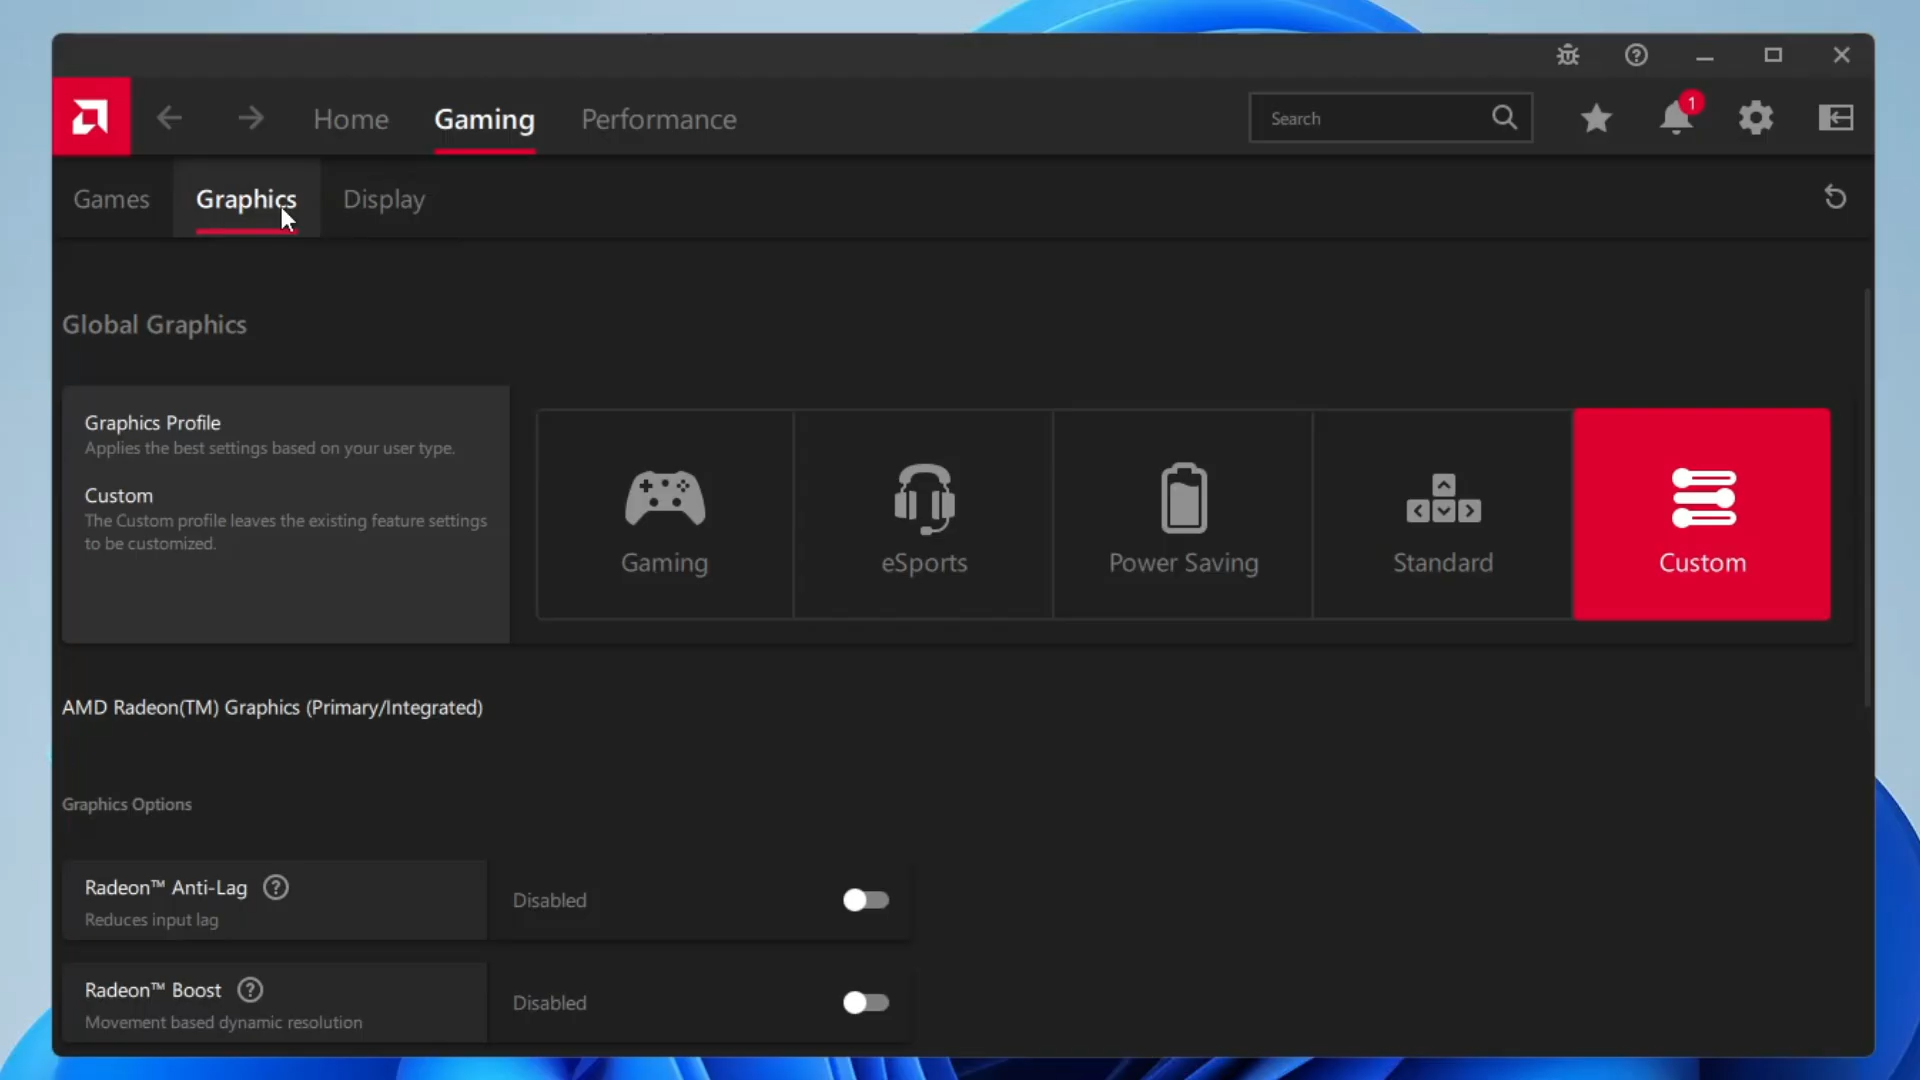 Home Gaming Performance Search 1
Games Graphics Display
Global Graphics
Graphics Profile
Applies the best settings based on your user type.
Custom
The Custom profile leaves the existing feature settings
to be customized.
Gaming eSports Power Saving Standard Custom
AMD Radeon(TM) Graphics (Primary/Integrated)
Graphics Options
Radeon™ Anti-Lag ?
Reduces input lag
Disabled
Radeon™ Boost ?
Movement based dynamic resolution
Disabled